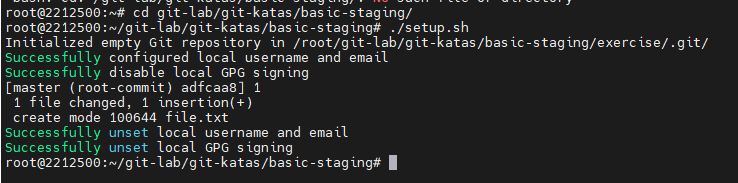 root@2212500:~# cd git-lab/git-katas/basic-staging/
root@2212500:~/git-lab/git-katas/basic-staging# ./setup.sh
Initialized empty Git repository in /root/git-lab/git-katas/basic-staging/exercise/.git/
Successfully configured local username and email
Successfully disable local GPG signing
[master (root-commit) adfcaa8] 1
 1 file changed, 1 insertion(+)
 create mode 100644 file.txt
Successfully unset local username and email
Successfully unset local GPG signing
root@2212500:~/git-lab/git-katas/basic-staging#